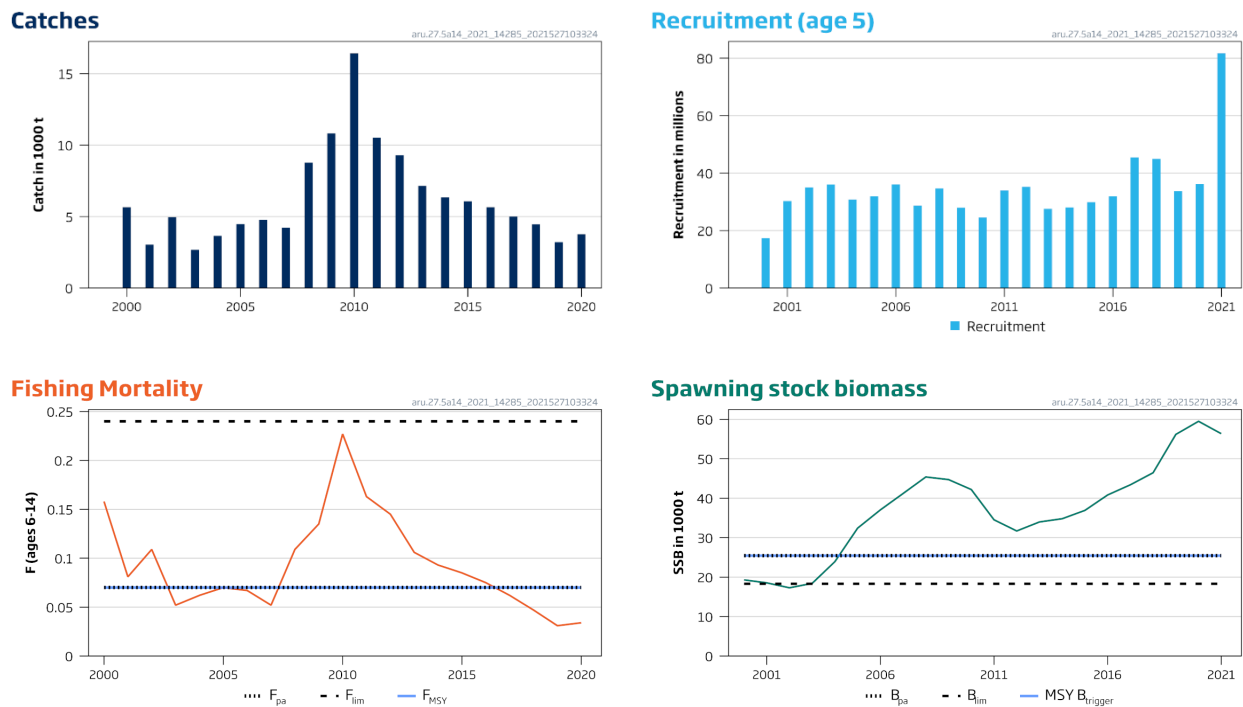 Catches
aru.27.5a14_2021_14285_2021527103324
Catch in 1000 t
15
10
5
0
2000 2005 2010 2015 2020
Recruitment (age 5)
aru.27.5a14_2021_14285_2021527103324
Recruitment in millions
80
60
40
20
0
2001 2006 2011 2016 2021
Recruitment
Fishing Mortality
aru.27.5a14_2021_14285_2021527103324
F (ages 6-14)
0.25
0.2
0.15
0.1
0.05
0
2000 2005 2010 2015 2020
Fpa Flim FMSY
Spawning stock biomass
aru.27.5a14_2021_14285_2021527103324
SSB in 1000 t
60
50
40
30
20
10
0
2001 2006 2011 2016 2021
Bpa Blim MSY Btrigger